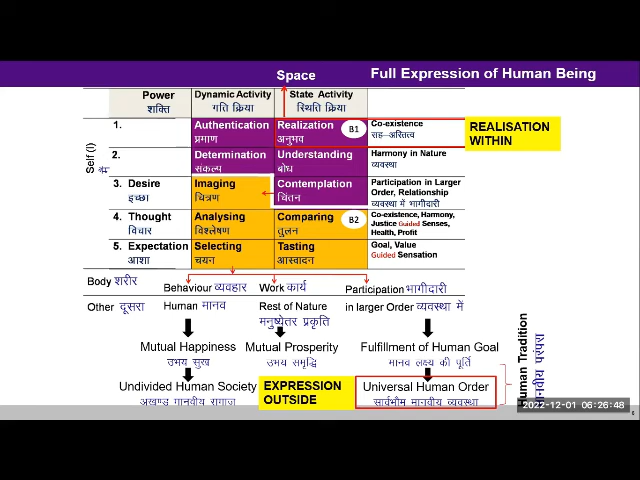 Space
Full Expression of Human Being
Power
Dynamic Activity
State Activity
शक्ति
गति क्रिया
स्थिति क्रिया
Self (I)
मैं
1.
Authentication
Realization
B1
Co-existence
प्रमाण
अनुभव
सह-अस्तित्व
REALISATION
WITHIN
2.
Determination
Understanding
Harmony in Nature
संकल्प
बोध
व्यवस्था
3. Desire
Imaging
Contemplation
Participation in Larger
Order, Relationship
इच्छा
चित्रण
चिंतन
व्यवस्था में भागीदारी
4. Thought
Analysing
Comparing
B2
Co-existence, Harmony,
Justice Guided Senses,
Health, Profit
विचार
विश्लेषण
तुलन
5. Expectation
Selecting
Tasting
Goal, Value
Guided Sensation
आशा
चयन
आस्वादन
Body शरीर
Behaviour व्यवहार
Work कार्य
Participation भागीदारी
Other दूसरा
Human मानव
Rest of Nature
in larger Order व्यवस्था में
मनुष्येतर प्रकृति
Mutual Happiness
Mutual Prosperity
Fulfillment of Human Goal
उभय सुख
उभय समृद्धि
मानव लक्ष्य की पूर्ति
Undivided Human Society
EXPRESSION
OUTSIDE
Universal Human Order
अखण्ड मानवीय समाज
सार्वभौम मानवीय व्यवस्था
Human Tradition
मानवीय परंपरा
2022-12-01 06:26:48